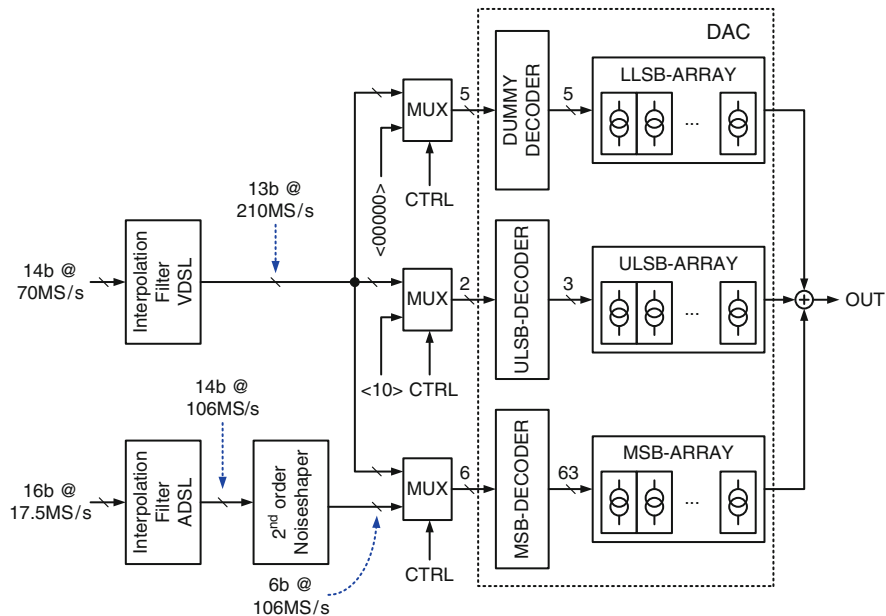 DAC
LLSB-ARRAY
...
DUMMY
DECODER
5
5
MUX
CTRL
<00000>
13b @
210MS/s
14b @
70MS/s
Interpolation
Filter
VDSL
MUX
2
ULSB-DECODER
3
ULSB-ARRAY
...
OUT
<10>
CTRL
14b @
106MS/s
16b @
17.5MS/s
Interpolation
Filter
ADSL
2nd order
Noiseshaper
MUX
6
MSB-DECODER
63
MSB-ARRAY
...
CTRL
6b @
106MS/s